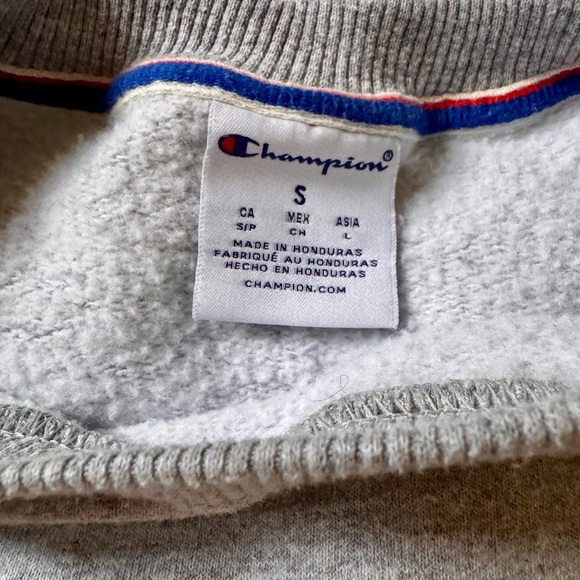 Champion®
S
CA MEX ASIA
S/P CH L
MADE IN HONDURAS
FABRIQUÉ AU HONDURAS
HECHO EN HONDURAS
CHAMPION.COM